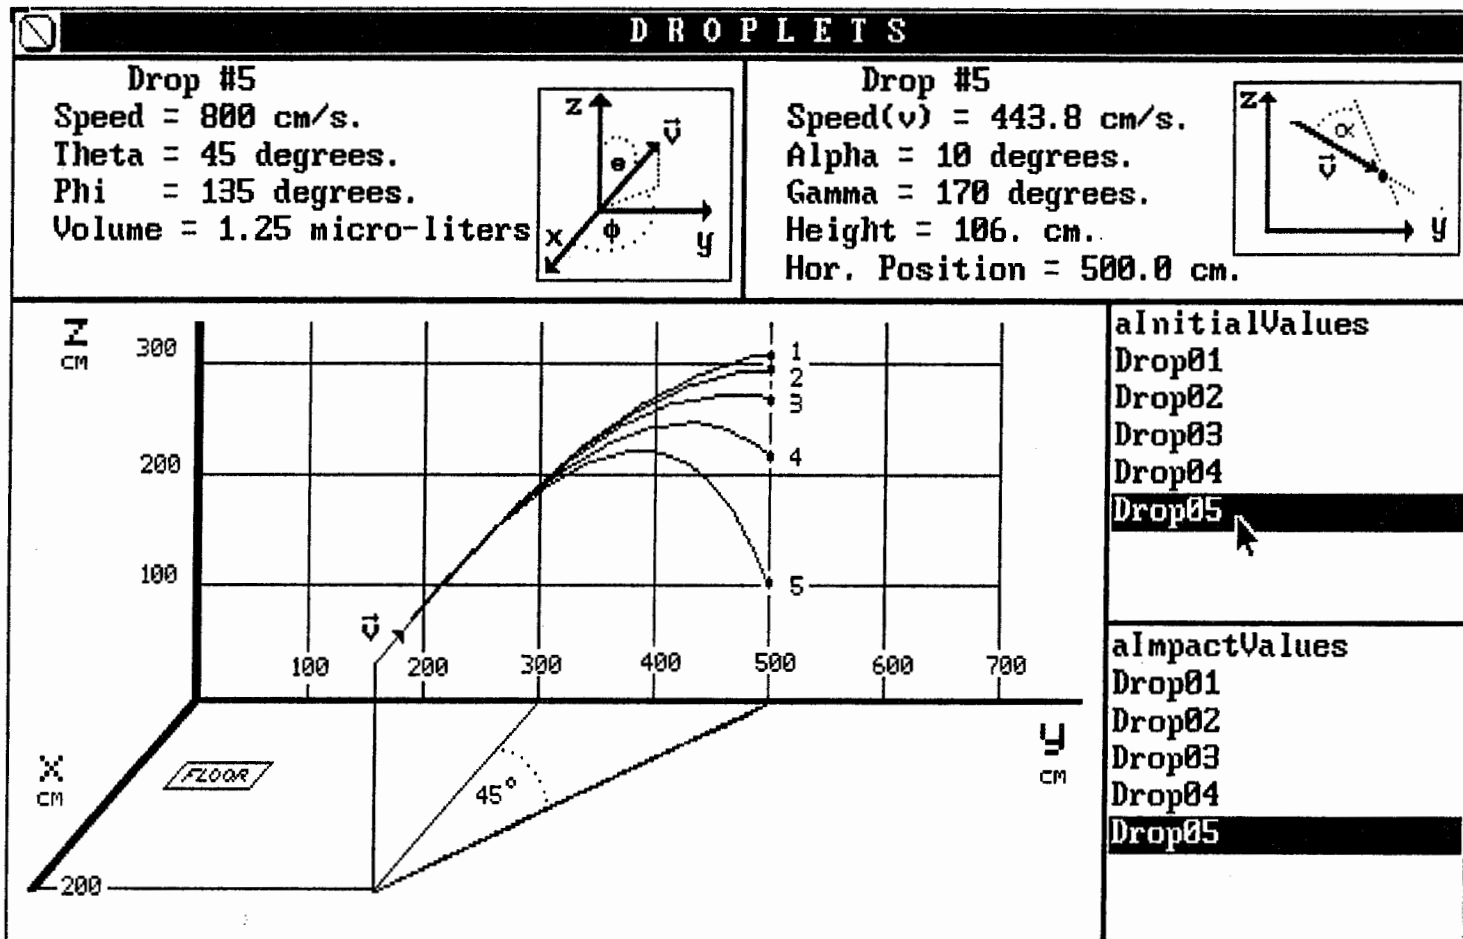 DROPLETS
Drop #5
Speed = 800 cm/s.
Theta = 45 degrees.
Phi = 135 degrees.
Volume = 1.25 micro-liters
z
v
θ
x
ϕ
y
Drop #5
Speed(v) = 443.8 cm/s.
Alpha = 10 degrees.
Gamma = 170 degrees.
Height = 106. cm.
Hor. Position = 500.0 cm.
z
α
v
y
Z
CM
300
200
100
1
2
3
4
5
v
100 200 300 400 500 600 700
y
CM
X
CM
FLOOR
45°
200
aInitialValues
Drop01
Drop02
Drop03
Drop04
Drop05
aImpactValues
Drop01
Drop02
Drop03
Drop04
Drop05